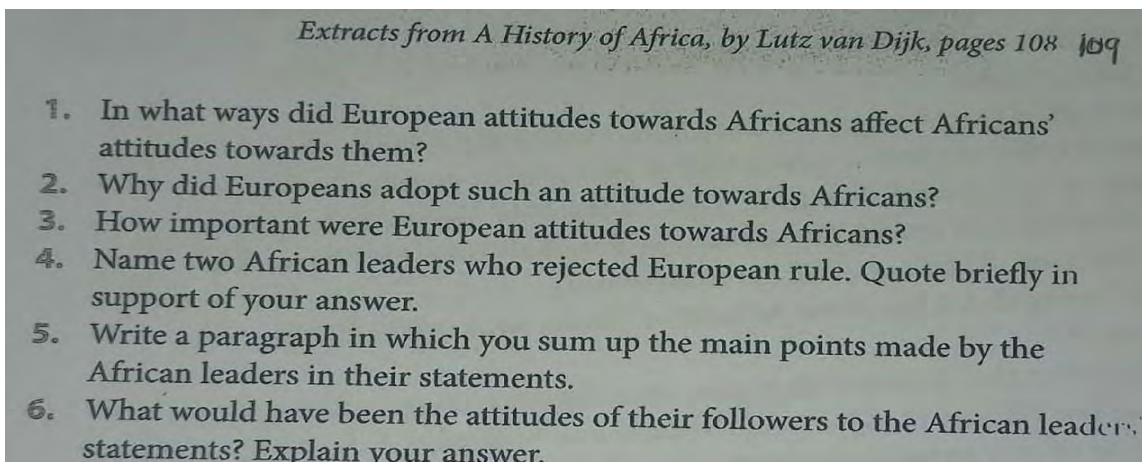 Extracts from A History of Africa, by Lutz van Dijk, pages 108 109
1. In what ways did European attitudes towards Africans affect Africans'
attitudes towards them?
2. Why did Europeans adopt such an attitude towards Africans?
3. How important were European attitudes towards Africans?
4. Name two African leaders who rejected European rule. Quote briefly in
support of your answer.
5. Write a paragraph in which you sum up the main points made by the
African leaders in their statements.
6. What would have been the attitudes of their followers to the African leaders'
statements? Explain your answer.